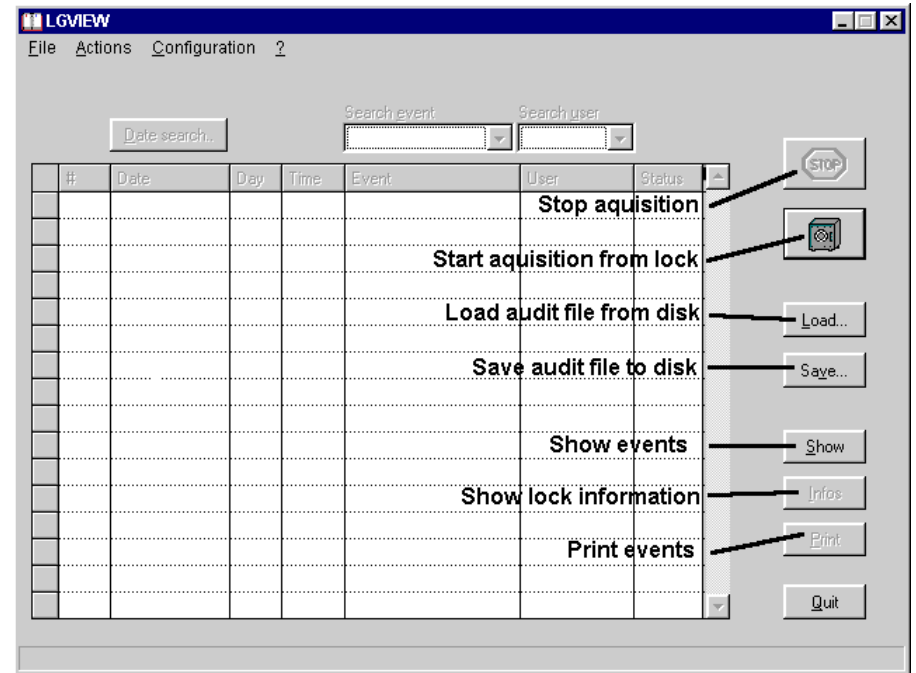 LGVIEW
File Actions Configuration ?
Search event Search user
Date search..
# Date Day Time Event User Status
STOP
Stop aquisition
Start aquisition from lock
Load audit file from disk
Load...
Save audit file to disk
Save...
Show events
Show
Show lock information
Infos
Print events
Print
Quit